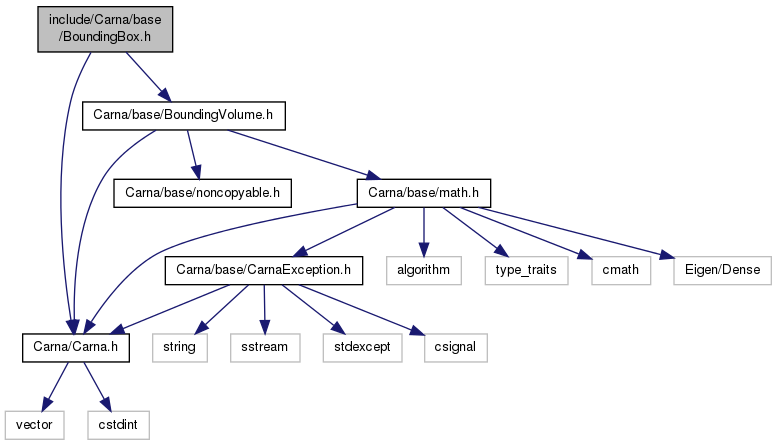 include/Carna/base
/BoundingBox.h
Carna/base/BoundingVolume.h
Carna/base/noncopyable.h
Carna/base/math.h
Carna/base/CarnaException.h
algorithm
type_traits
cmath
Eigen/Dense
Carna/Carna.h
string
sstream
stdexcept
csignal
vector
cstdint